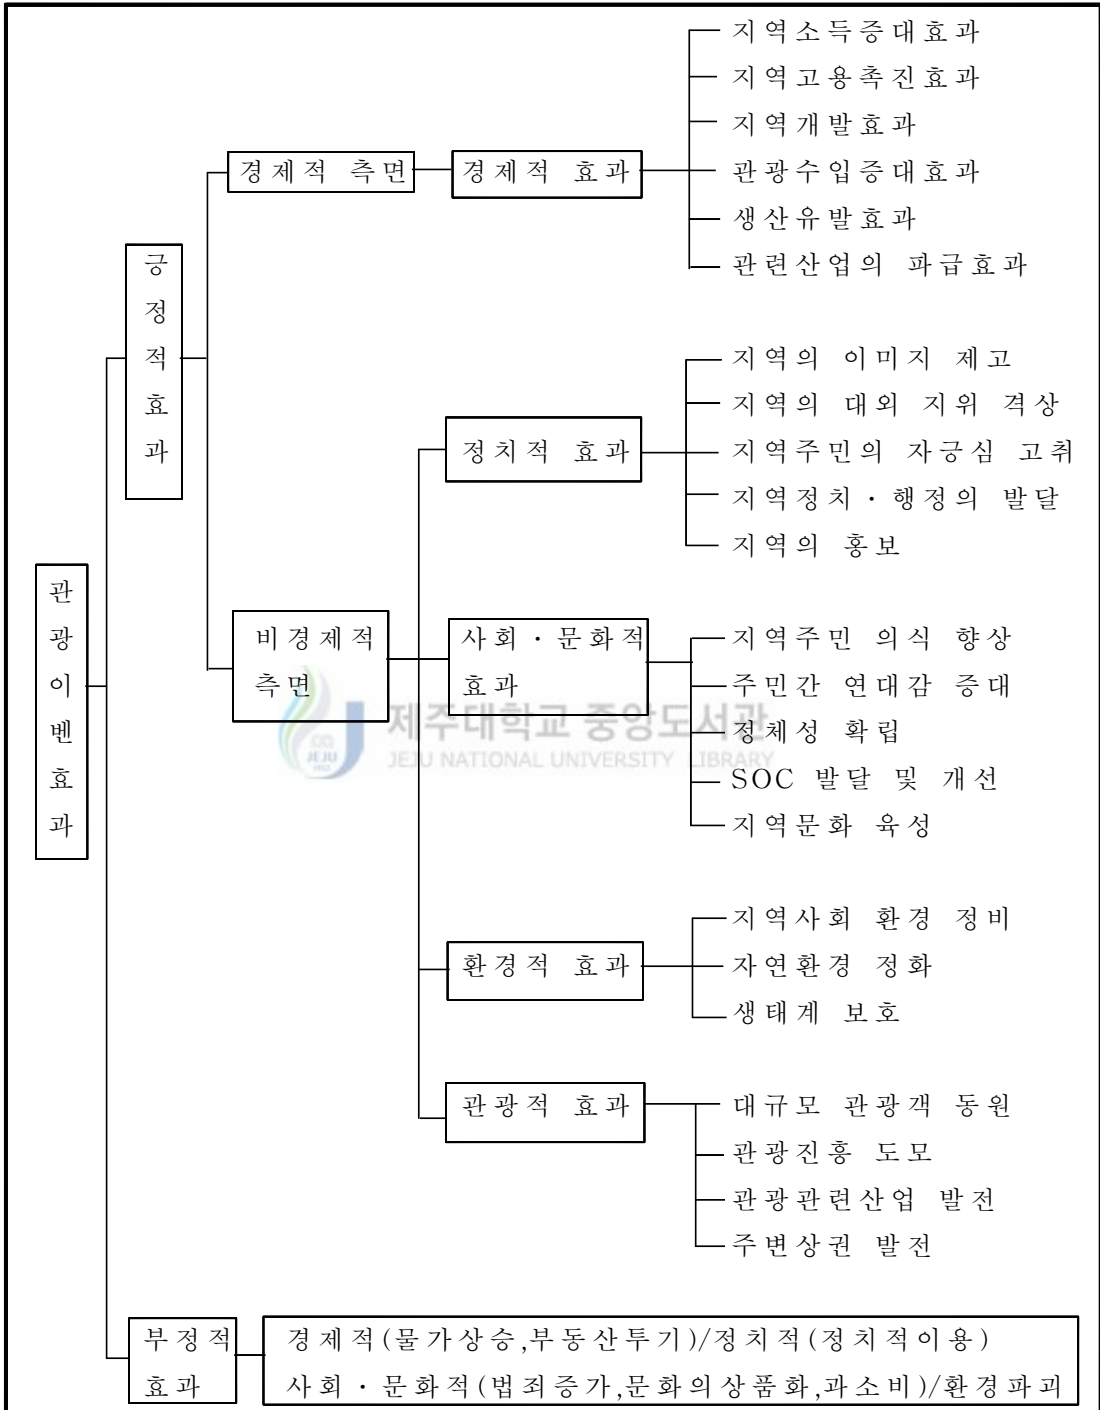 관광이벤효과
긍정적효과
경제적 측면
경제적 효과
지역소득증대효과
지역고용촉진효과
지역개발효과
관광수입증대효과
생산유발효과
관련산업의 파급효과
비경제적
측면
정치적 효과
지역의 이미지 제고
지역의 대외 지위 격상
지역주민의 자긍심 고취
지역정치·행정의 발달
지역의 홍보
사회·문화적
효과
지역주민 의식 향상
주민간 연대감 증대
정체성 확립
SOC 발달 및 개선
지역문화 육성
환경적 효과
지역사회 환경 정비
자연환경 정화
생태계 보호
관광적 효과
대규모 관광객 동원
관광진흥 도모
관광관련산업 발전
주변상권 발전
부정적
효과
경제적(물가상승,부동산투기)/정치적(정치적이용)
사회·문화적(범죄증가,문화의상품화,과소비)/환경파괴
제주대학교 중앙도서관
JEJU NATIONAL UNIVERSITY LIBRARY
JEJU
1952